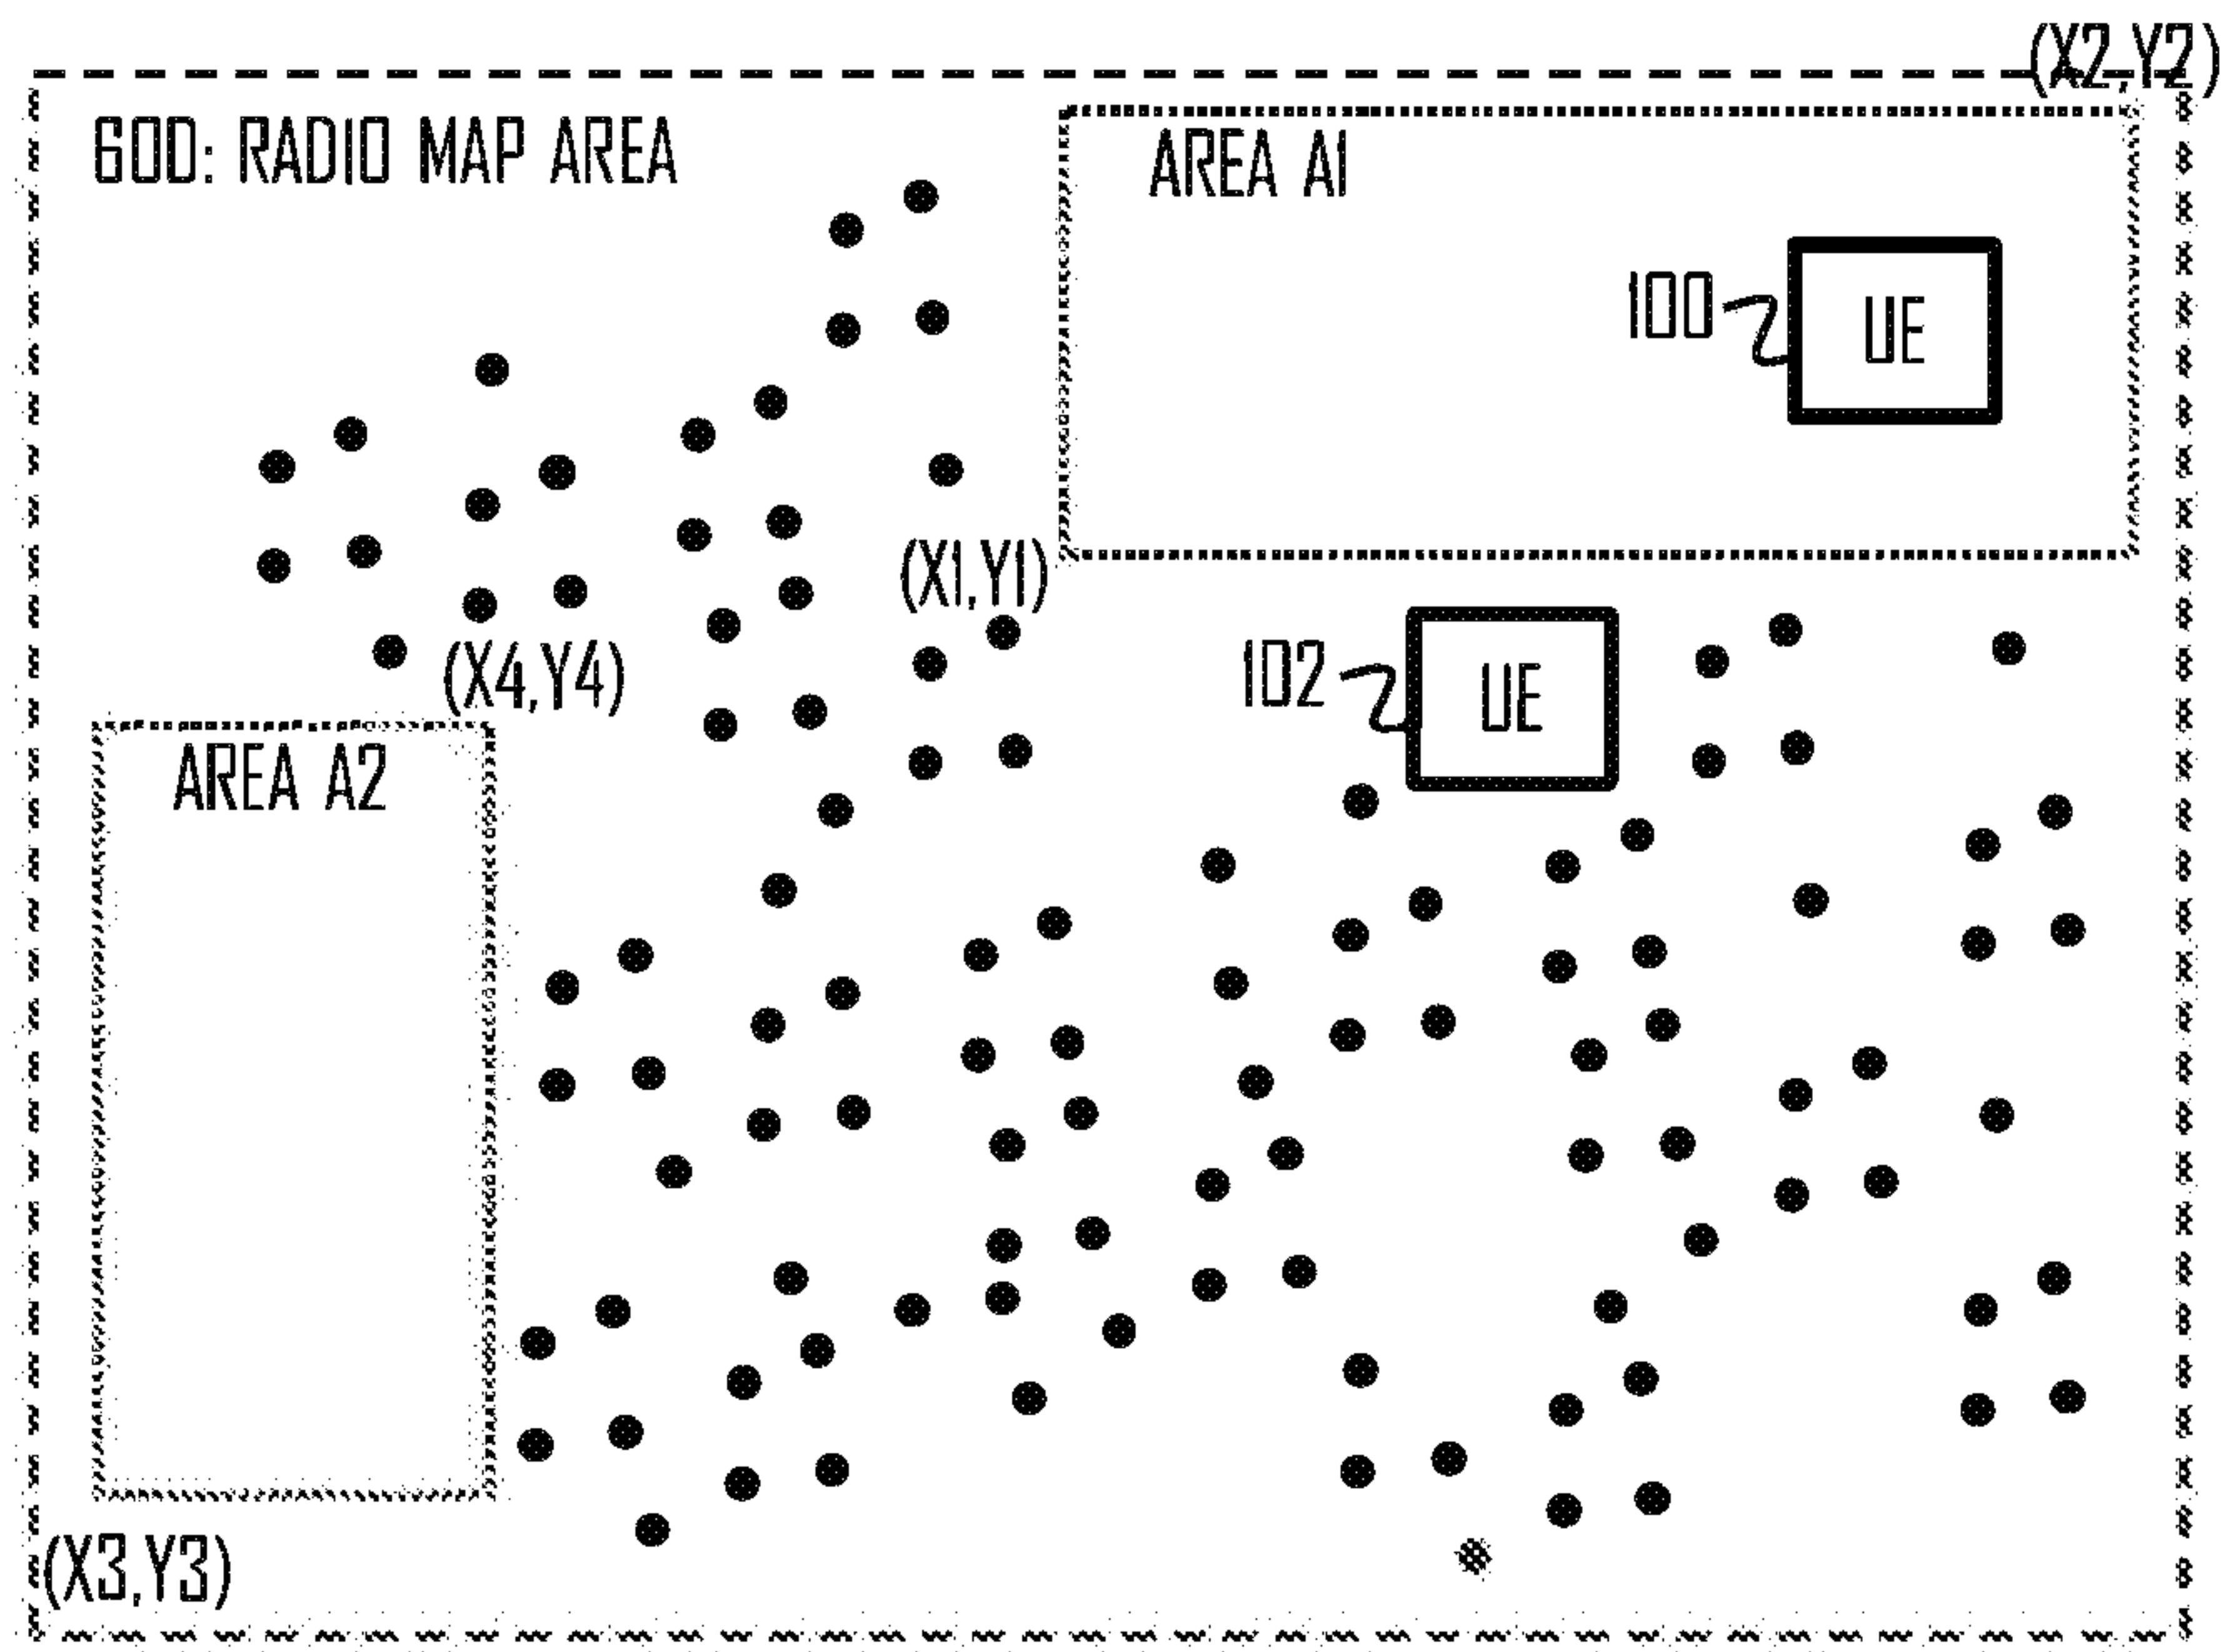 (X2,Y2)
600: RADIO MAP AREA
AREA A1
100
UE
(X1,Y1)
102
UE
(X4,Y4)
AREA A2
(X3,Y3)